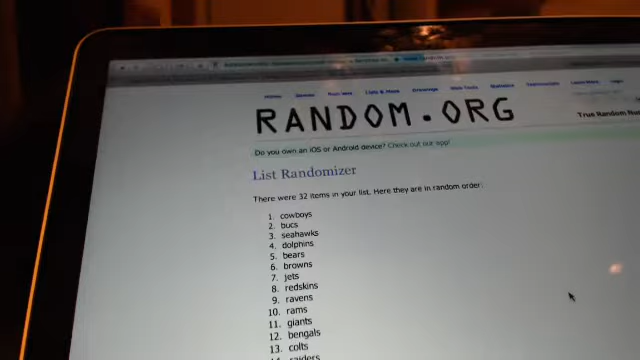 RANDOM.ORG
True Random Num
Do you own an iOS or Android device? Check out our app!
List Randomizer
There were 32 items in your list. Here they are in random order:
1. cowboys
2. bucs
3. seahawks
4. dolphins
5. bears
6. browns
7. jets
8. redskins
9. ravens
10. rams
11. giants
12. bengals
13. colts
14. raiders